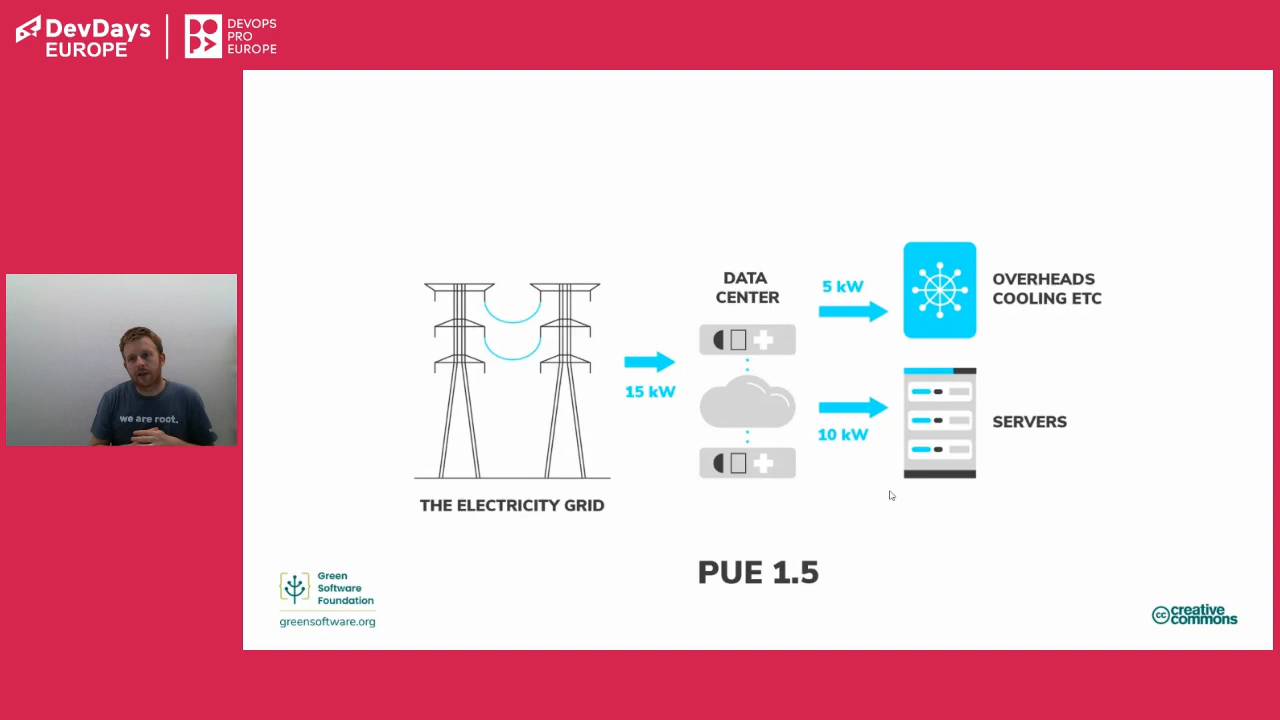 DevDays
EUROPE
DEVOPS
PRO
EUROPE
DATA
CENTER
5 kW
OVERHEADS
COOLING ETC
15 kW
10 kW
SERVERS
we are root.
THE ELECTRICITY GRID
PUE 1.5
Green
Software
Foundation
greensoftware.org
cc creative
commons